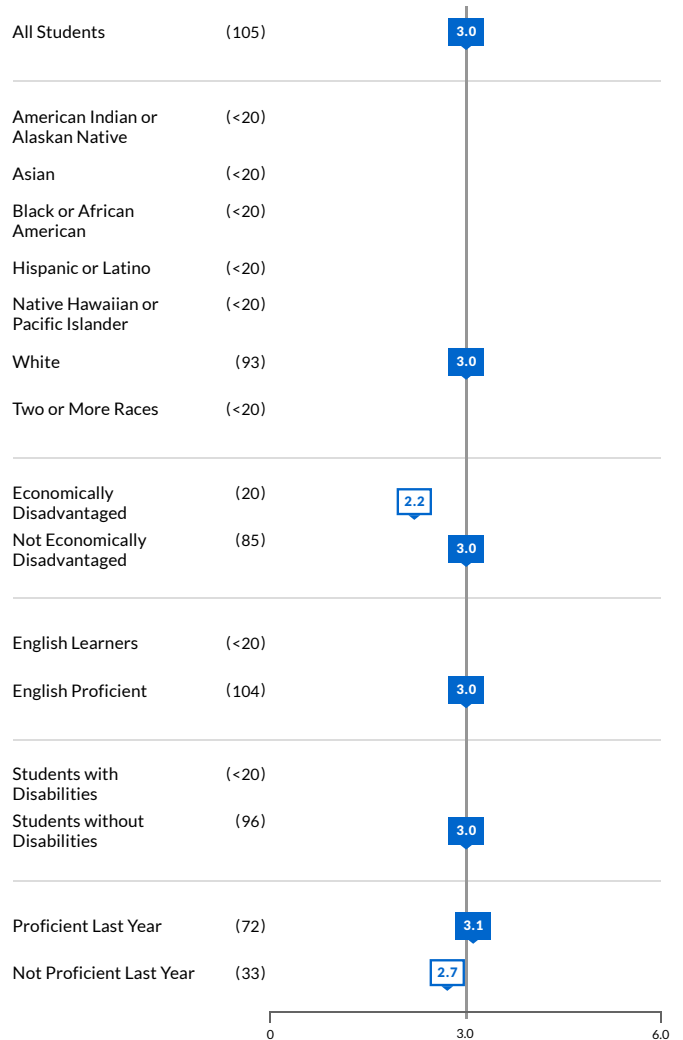 All Students (105) 3.0
American Indian or (<20)
Alaskan Native
Asian (<20)
Black or African (<20)
American
Hispanic or Latino (<20)
Native Hawaiian or (<20)
Pacific Islander
White (93) 3.0
Two or More Races (<20)
Economically (20) 2.2
Disadvantaged
Not Economically (85) 3.0
Disadvantaged
English Learners (<20)
English Proficient (104) 3.0
Students with (<20)
Disabilities
Students without (96) 3.0
Disabilities
Proficient Last Year (72) 3.1
Not Proficient Last Year (33) 2.7
0 3.0 6.0